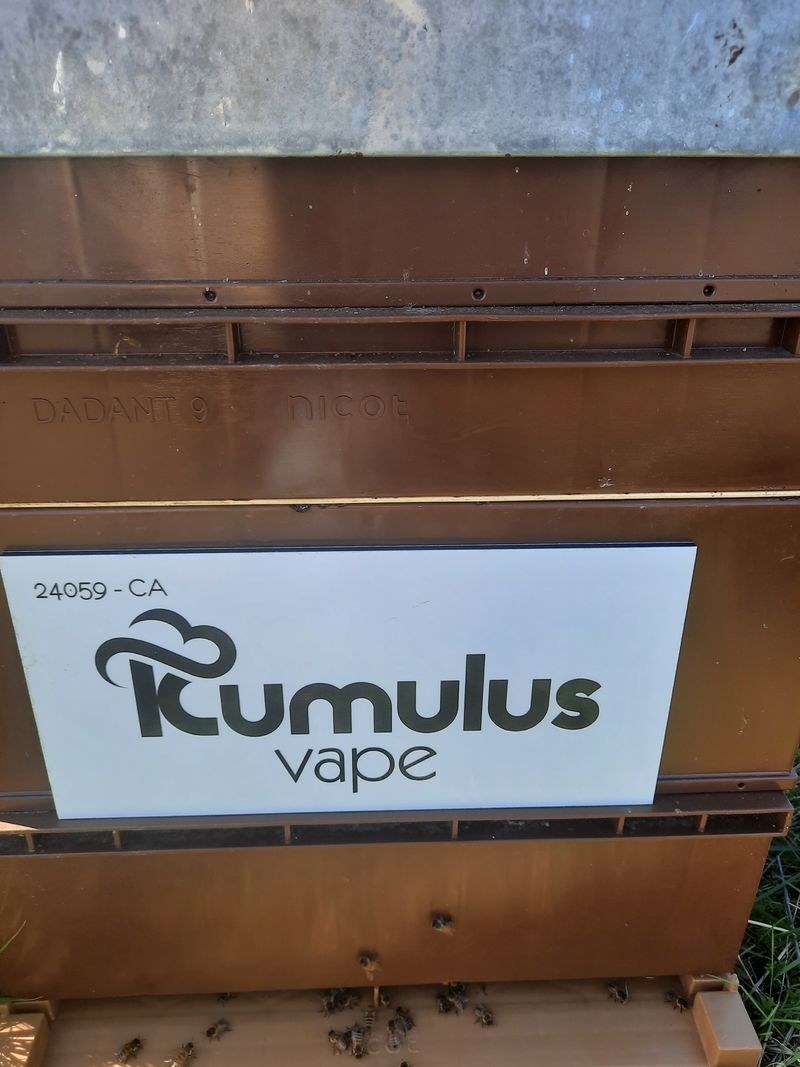 DADANT 9 nicot
24059 - CA
Kumulus
vape